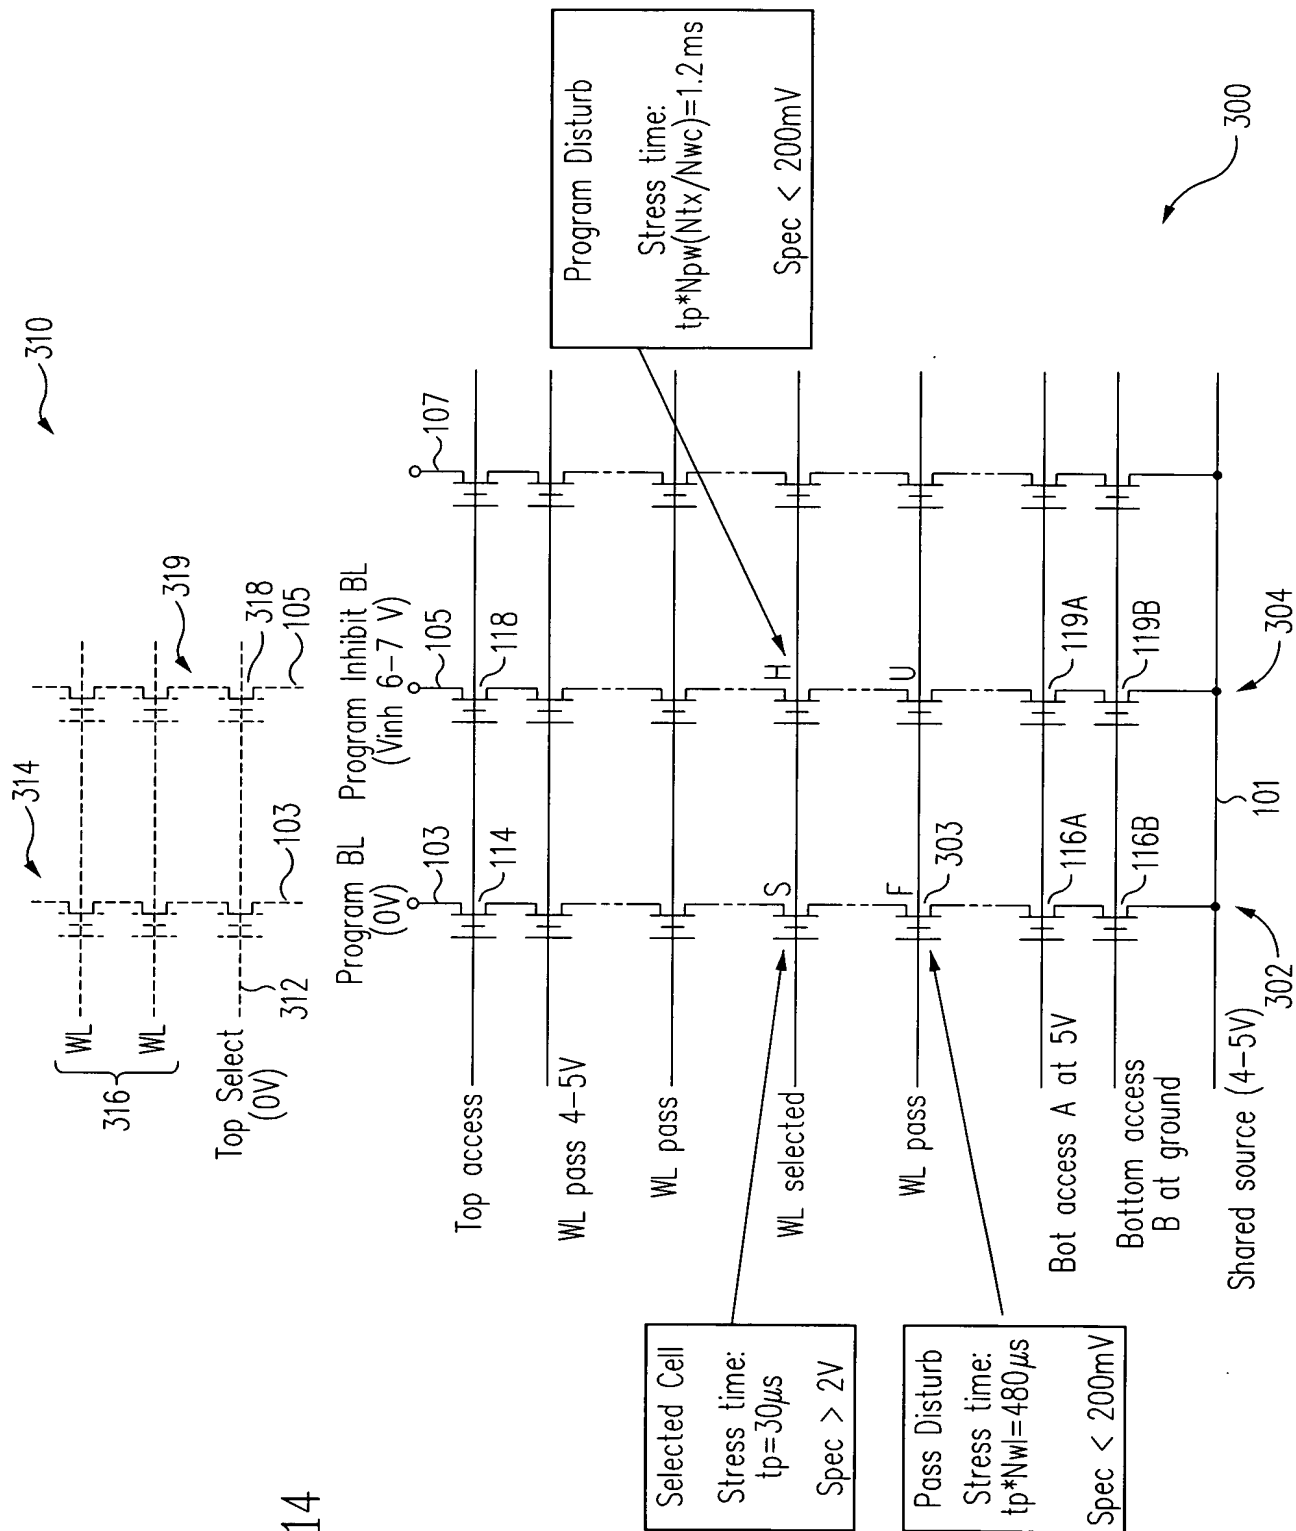 310
314
319
318
105
103
312
WL
WL
316
Top Select
(0V)
Program BL
(0V)
Program Inhibit BL
(Vinh 6-7 V)
103
105
107
114
118
Top access
WL pass 4-5V
WL pass
WL selected
WL pass
Bot access A at 5V
Bottom access
B at ground
Shared source (4-5V)
S
H
F
U
303
116A
119A
116B
119B
101
302
304
300
Program Disturb
Stress time:
tp*Npw(Ntx/Nwc)=1.2ms
Spec < 200mV
Selected Cell
Stress time:
tp=30µs
Spec > 2V
Pass Disturb
Stress time:
tp*Nwl=480µs
Spec < 200mV
14